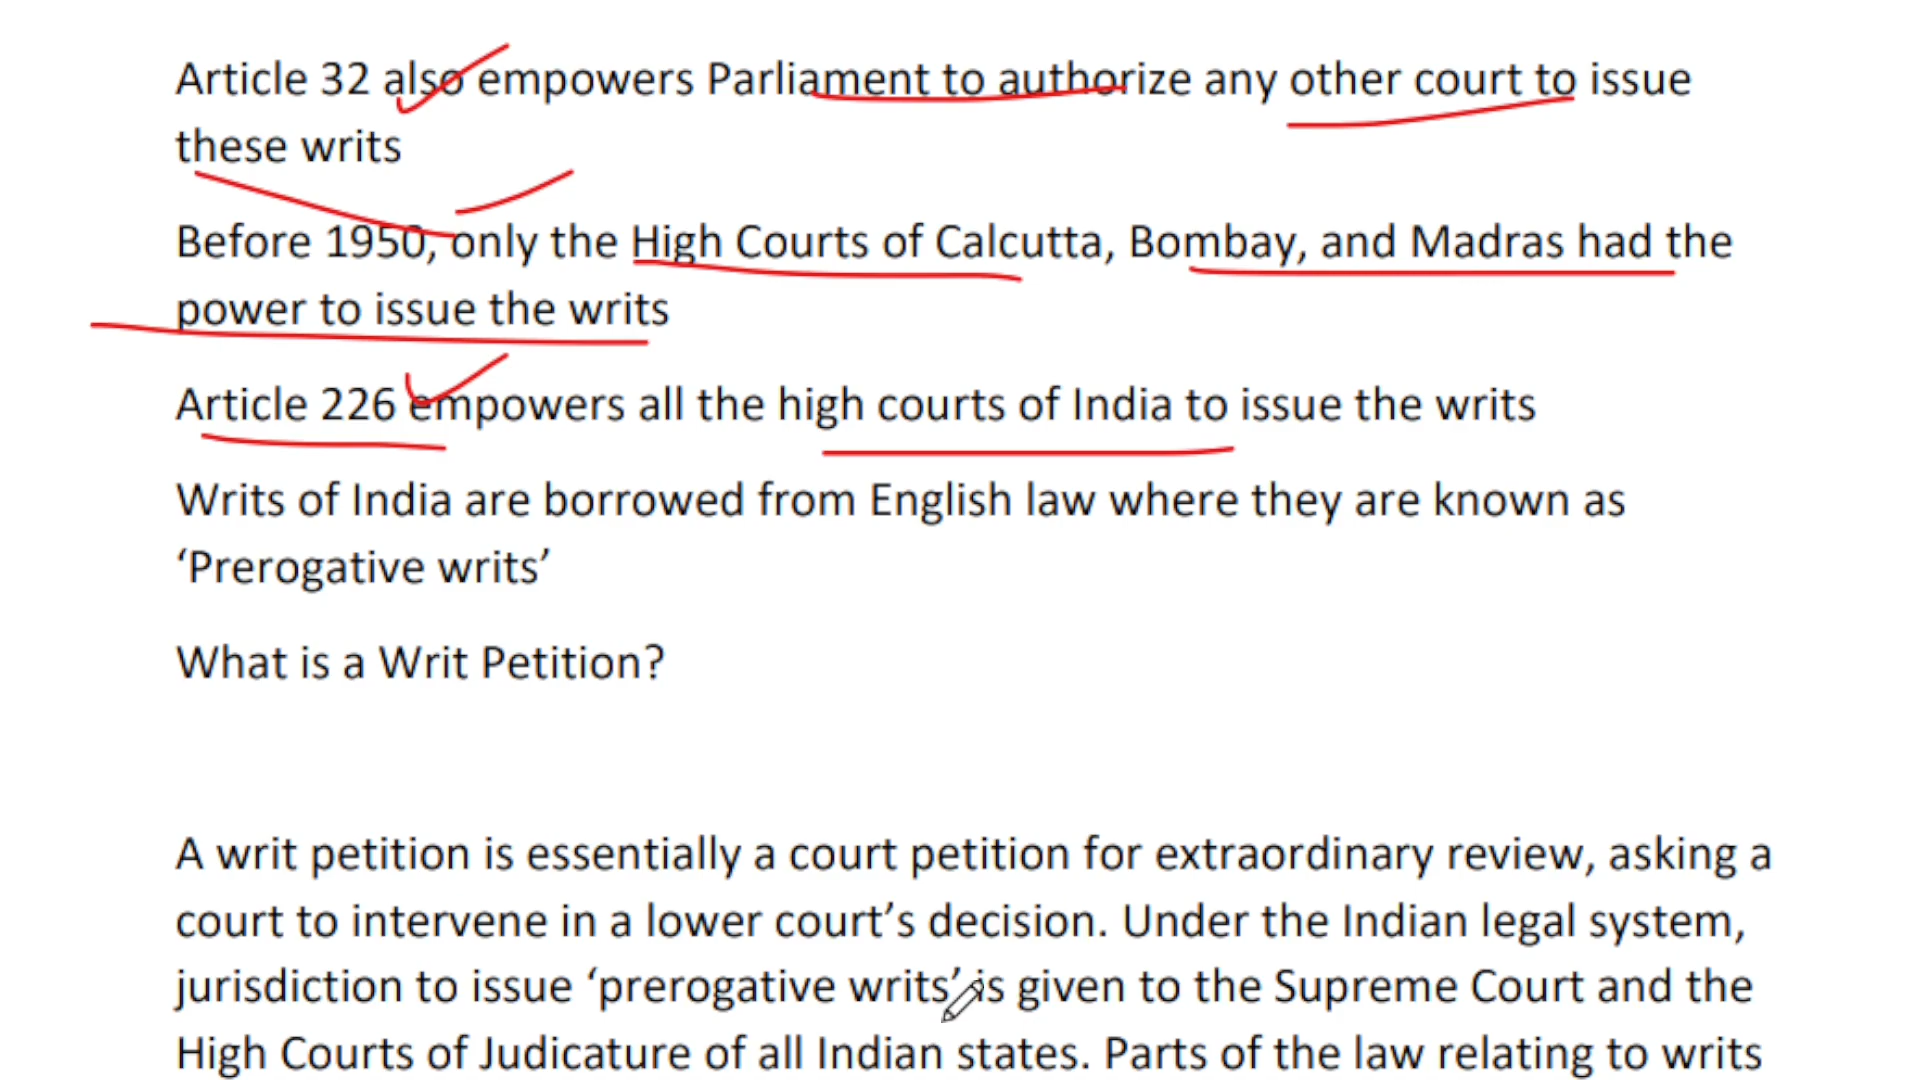 Article 32 also empowers Parliament to authorize any other court to issue
these writs
Before 1950, only the High Courts of Calcutta, Bombay, and Madras had the
power to issue the writs
Article 226 empowers all the high courts of India to issue the writs
Writs of India are borrowed from English law where they are known as
‘Prerogative writs’
What is a Writ Petition?
A writ petition is essentially a court petition for extraordinary review, asking a
court to intervene in a lower court’s decision. Under the Indian legal system,
jurisdiction to issue ‘prerogative writs’ is given to the Supreme Court and the
High Courts of Judicature of all Indian states. Parts of the law relating to writs